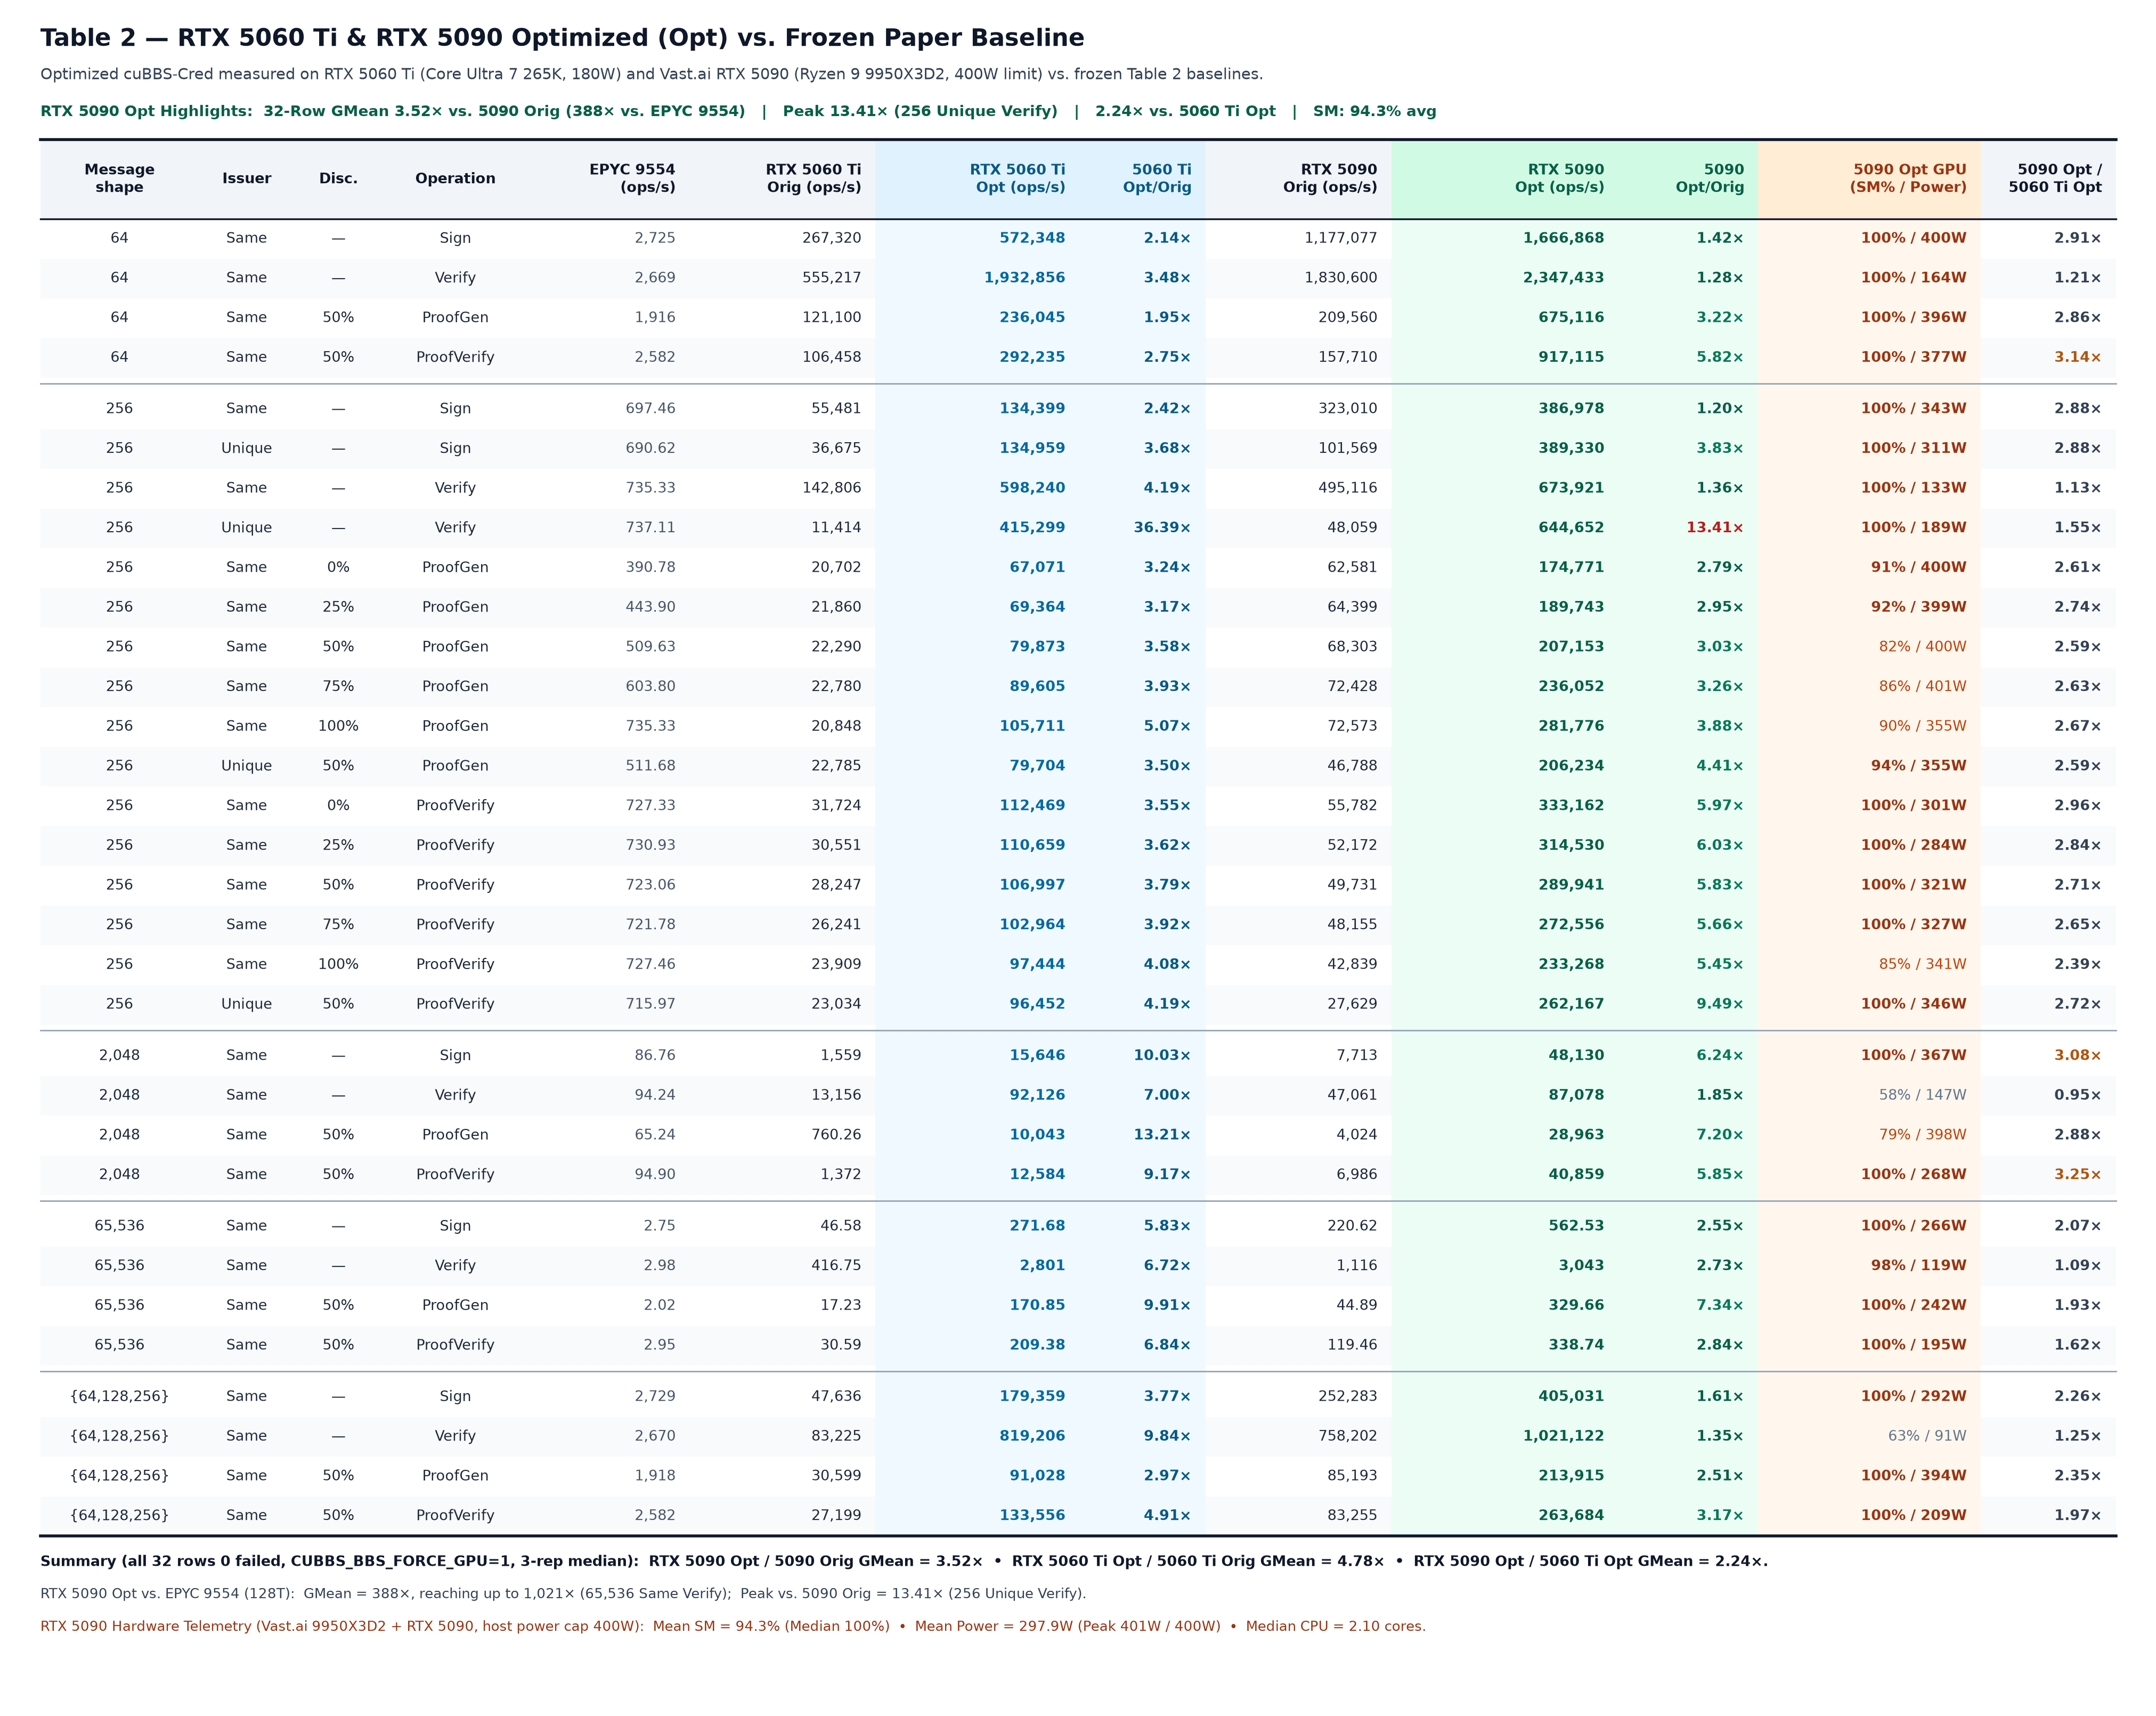 Table 2 — RTX 5060 Ti & RTX 5090 Optimized (Opt) vs. Frozen Paper Baseline
Optimized cuBBS-Cred measured on RTX 5060 Ti (Core Ultra 7 265K, 180W) and Vast.ai RTX 5090 (Ryzen 9 9950X3D2, 400W limit) vs. frozen Table 2 baselines.
RTX 5090 Opt Highlights: 32-Row GMean 3.52× vs. 5090 Orig (388× vs. EPYC 9554) | Peak 13.41× (256 Unique Verify) | 2.24× vs. 5060 Ti Opt | SM: 94.3% avg
Message shape Issuer Disc. Operation EPYC 9554 (ops/s) RTX 5060 Ti Orig (ops/s) RTX 5060 Ti Opt (ops/s) 5060 Ti Opt/Orig RTX 5090 Orig (ops/s) RTX 5090 Opt (ops/s) 5090 Opt/Orig 5090 Opt GPU (SM% / Power) 5090 Opt / 5060 Ti Opt
64 Same — Sign 2,725 267,320 572,348 2.14× 1,177,077 1,666,868 1.42× 100% / 400W 2.91×
64 Same — Verify 2,669 555,217 1,932,856 3.48× 1,830,600 2,347,433 1.28× 100% / 164W 1.21×
64 Same 50% ProofGen 1,916 121,100 236,045 1.95× 209,560 675,116 3.22× 100% / 396W 2.86×
64 Same 50% ProofVerify 2,582 106,458 292,235 2.75× 157,710 917,115 5.82× 100% / 377W 3.14×
256 Same — Sign 697.46 55,481 134,399 2.42× 323,010 386,978 1.20× 100% / 343W 2.88×
256 Unique — Sign 690.62 36,675 134,959 3.68× 101,569 389,330 3.83× 100% / 311W 2.88×
256 Same — Verify 735.33 142,806 598,240 4.19× 495,116 673,921 1.36× 100% / 133W 1.13×
256 Unique — Verify 737.11 11,414 415,299 36.39× 48,059 644,652 13.41× 100% / 189W 1.55×
256 Same 0% ProofGen 390.78 20,702 67,071 3.24× 62,581 174,771 2.79× 91% / 400W 2.61×
256 Same 25% ProofGen 443.90 21,860 69,364 3.17× 64,399 189,743 2.95× 92% / 399W 2.74×
256 Same 50% ProofGen 509.63 22,290 79,873 3.58× 68,303 207,153 3.03× 82% / 400W 2.59×
256 Same 75% ProofGen 603.80 22,780 89,605 3.93× 72,428 236,052 3.26× 86% / 401W 2.63×
256 Same 100% ProofGen 735.33 20,848 105,711 5.07× 72,573 281,776 3.88× 90% / 355W 2.67×
256 Unique 50% ProofGen 511.68 22,785 79,704 3.50× 46,788 206,234 4.41× 94% / 355W 2.59×
256 Same 0% ProofVerify 727.33 31,724 112,469 3.55× 55,782 333,162 5.97× 100% / 301W 2.96×
256 Same 25% ProofVerify 730.93 30,551 110,659 3.62× 52,172 314,530 6.03× 100% / 284W 2.84×
256 Same 50% ProofVerify 723.06 28,247 106,997 3.79× 49,731 289,941 5.83× 100% / 321W 2.71×
256 Same 75% ProofVerify 721.78 26,241 102,964 3.92× 48,155 272,556 5.66× 100% / 327W 2.65×
256 Same 100% ProofVerify 727.46 23,909 97,444 4.08× 42,839 233,268 5.45× 85% / 341W 2.39×
256 Unique 50% ProofVerify 715.97 23,034 96,452 4.19× 27,629 262,167 9.49× 100% / 346W 2.72×
2,048 Same — Sign 86.76 1,559 15,646 10.03× 7,713 48,130 6.24× 100% / 367W 3.08×
2,048 Same — Verify 94.24 13,156 92,126 7.00× 47,061 87,078 1.85× 58% / 147W 0.95×
2,048 Same 50% ProofGen 65.24 760.26 10,043 13.21× 4,024 28,963 7.20× 79% / 398W 2.88×
2,048 Same 50% ProofVerify 94.90 1,372 12,584 9.17× 6,986 40,859 5.85× 100% / 268W 3.25×
65,536 Same — Sign 2.75 46.58 271.68 5.83× 220.62 562.53 2.55× 100% / 266W 2.07×
65,536 Same — Verify 2.98 416.75 2,801 6.72× 1,116 3,043 2.73× 98% / 119W 1.09×
65,536 Same 50% ProofGen 2.02 17.23 170.85 9.91× 44.89 329.66 7.34× 100% / 242W 1.93×
65,536 Same 50% ProofVerify 2.95 30.59 209.38 6.84× 119.46 338.74 2.84× 100% / 195W 1.62×
{64,128,256} Same — Sign 2,729 47,636 179,359 3.77× 252,283 405,031 1.61× 100% / 292W 2.26×
{64,128,256} Same — Verify 2,670 83,225 819,206 9.84× 758,202 1,021,122 1.35× 63% / 91W 1.25×
{64,128,256} Same 50% ProofGen 1,918 30,599 91,028 2.97× 85,193 213,915 2.51× 100% / 394W 2.35×
{64,128,256} Same 50% ProofVerify 2,582 27,199 133,556 4.91× 83,255 263,684 3.17× 100% / 209W 1.97×
Summary (all 32 rows 0 failed, CUBBS_BBS_FORCE_GPU=1, 3-rep median): RTX 5090 Opt / 5090 Orig GMean = 3.52× • RTX 5060 Ti Opt / 5060 Ti Orig GMean = 4.78× • RTX 5090 Opt / 5060 Ti Opt GMean = 2.24×.
RTX 5090 Opt vs. EPYC 9554 (128T): GMean = 388×, reaching up to 1,021× (65,536 Same Verify); Peak vs. 5090 Orig = 13.41× (256 Unique Verify).
RTX 5090 Hardware Telemetry (Vast.ai 9950X3D2 + RTX 5090, host power cap 400W): Mean SM = 94.3% (Median 100%) • Mean Power = 297.9W (Peak 401W / 400W) • Median CPU = 2.10 cores.